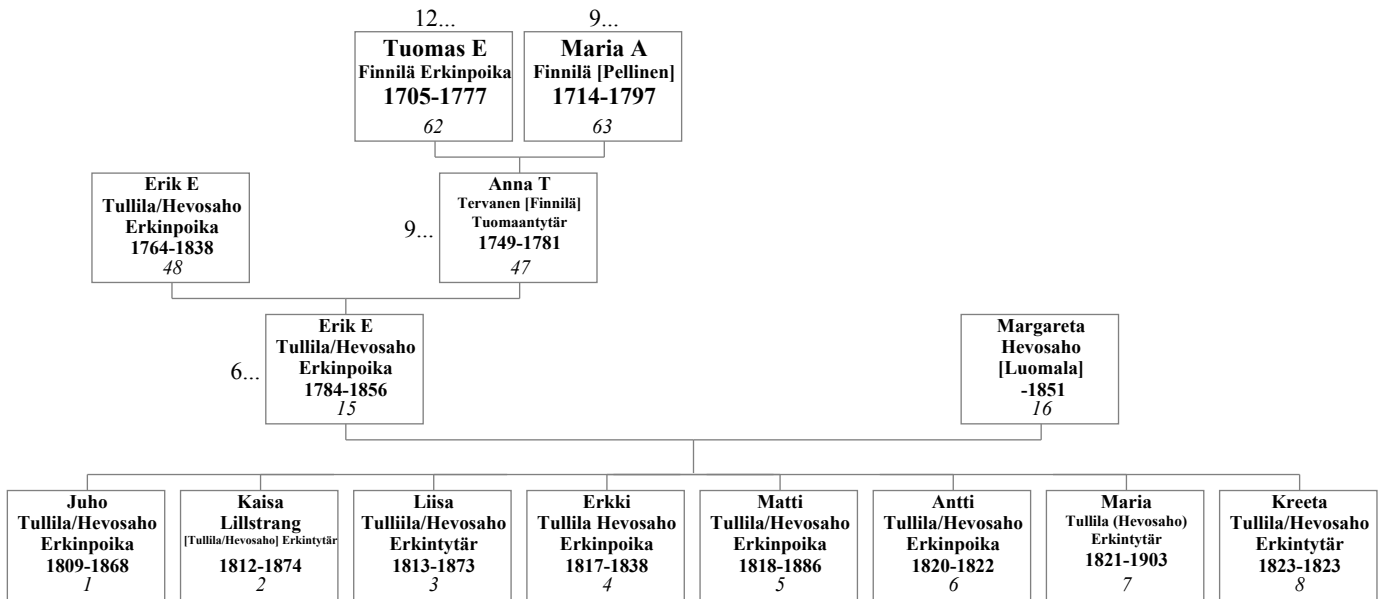 12...
9...
Tuomas E
Finnilä Erkinpoika
1705-1777
62
Maria A
Finnilä [Pellinen]
1714-1797
63
Erik E
Tullila/Hevosaho
Erkinpoika
1764-1838
48
9...
Anna T
Tervanen [Finnilä]
Tuomaantytär
1749-1781
47
6...
Erik E
Tullila/Hevosaho
Erkinpoika
1784-1856
15
Margareta
Hevosaho
[Luomala]
-1851
16
Juho
Tullila/Hevosaho
Erkinpoika
1809-1868
1
Kaisa
Lillstrang
[Tullila/Hevosaho] Erkintytär
1812-1874
2
Liisa
Tulliila/Hevosaho
Erkintytär
1813-1873
3
Erkki
Tullila Hevosaho
Erkinpoika
1817-1838
4
Matti
Tullila/Hevosaho
Erkinpoika
1818-1886
5
Antti
Tullila/Hevosaho
Erkinpoika
1820-1822
6
Maria
Tullila (Hevosaho)
Erkintytär
1821-1903
7
Kreeta
Tullila/Hevosaho
Erkintytär
1823-1823
8